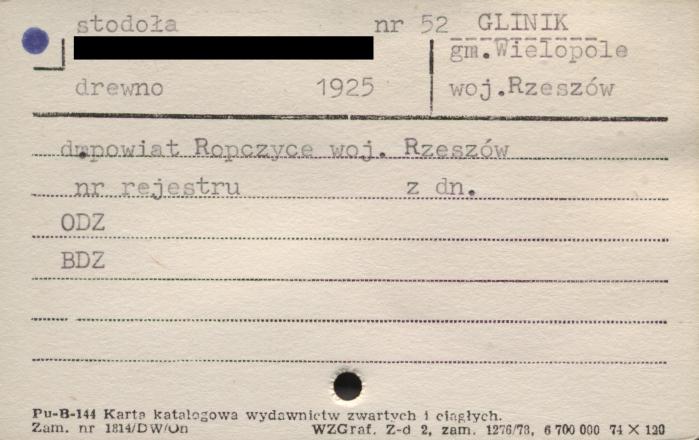 stodoła nr 52 GLINIK
gm.Wielopole
drewno 1925 woj.Rzeszów
dmpowiat Ropczyce woj. Rzeszów
nr rejestru z dn.
ODZ
BDZ
Pu-B-144 Karta katalogowa wydawnictw zwartych i ciągłych.
Zam. nr 1814/DW/Un WZGraf. Z-d 2, zam. 1276/78, 6 700 000 74 X 120